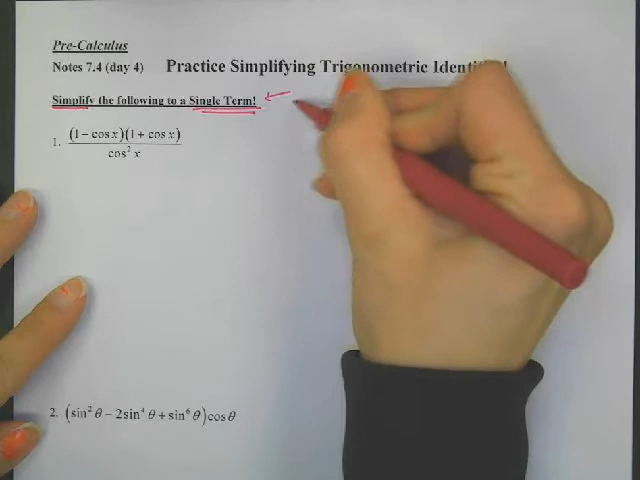 Pre-Calculus
Notes 7.4 (day 4) Practice Simplifying Trigonometric
Simplify the following to a Single Term!
1. (1 − cos x)(1 + cos x)
cos² x
2. (sin² θ − 2sin⁴ θ + sin⁶ θ)cos θ